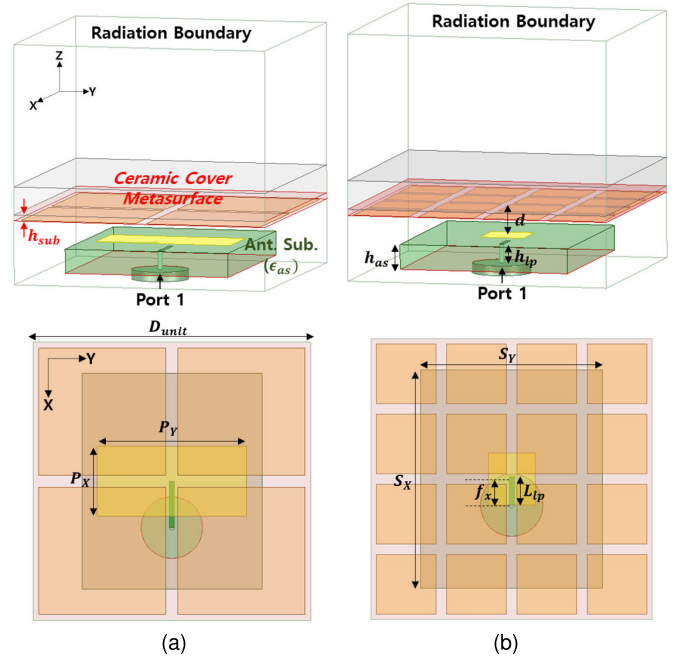 Radiation Boundary
Z
Y
X
Ceramic Cover
Metasurface
h_sub
Ant. Sub.
(ϵ_as)
Port 1
Radiation Boundary
d
h_as
h_lp
Port 1
D_unit
Y
X
P_Y
P_X
(a)
S_Y
S_X
f_x
L_lp
(b)